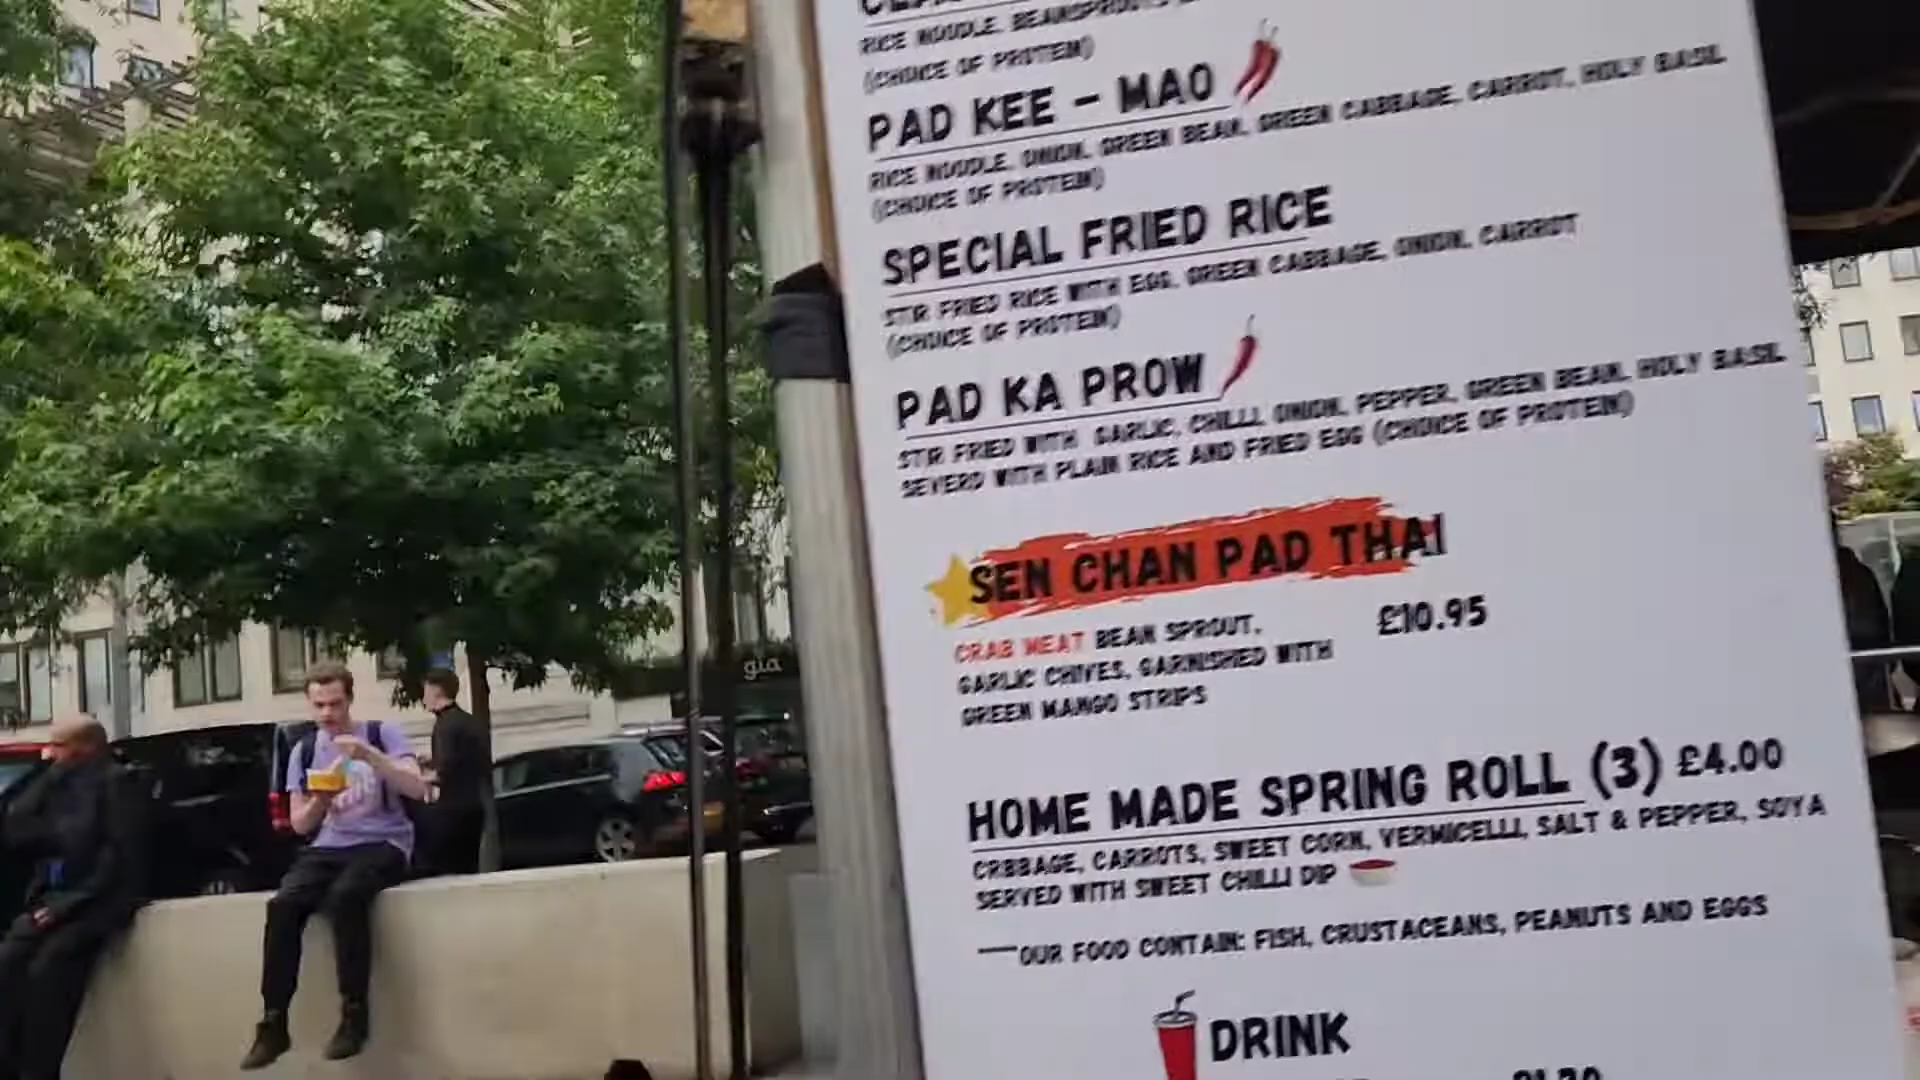 RICE NOODLE, BEANSPROUTS
(CHOICE OF PROTEIN)
PAD KEE - MAO
RICE NOODLE, ONION, GREEN BEAN, GREEN CABBAGE, CARROT, HOLY BASIL
(CHOICE OF PROTEIN)
SPECIAL FRIED RICE
STIR FRIED RICE WITH EGG, GREEN CABBAGE, ONION, CARROT
(CHOICE OF PROTEIN)
PAD KA PROW
STIR FRIED WITH GARLIC, CHILLI, ONION, PEPPER, GREEN BEAN, HOLY BASIL
SEVERD WITH PLAIN RICE AND FRIED EGG (CHOICE OF PROTEIN)
SEN CHAN PAD THAI
CRAB MEAT BEAN SPROUT,
£10.95
GARLIC CHIVES, GARNISHED WITH
GREEN MANGO STRIPS
HOME MADE SPRING ROLL (3) £4.00
CRBBAGE, CARROTS, SWEET CORN, VERMICELLI, SALT & PEPPER, SOYA
SERVED WITH SWEET CHILLI DIP
OUR FOOD CONTAIN: FISH, CRUSTACEANS, PEANUTS AND EGGS
DRINK
gia